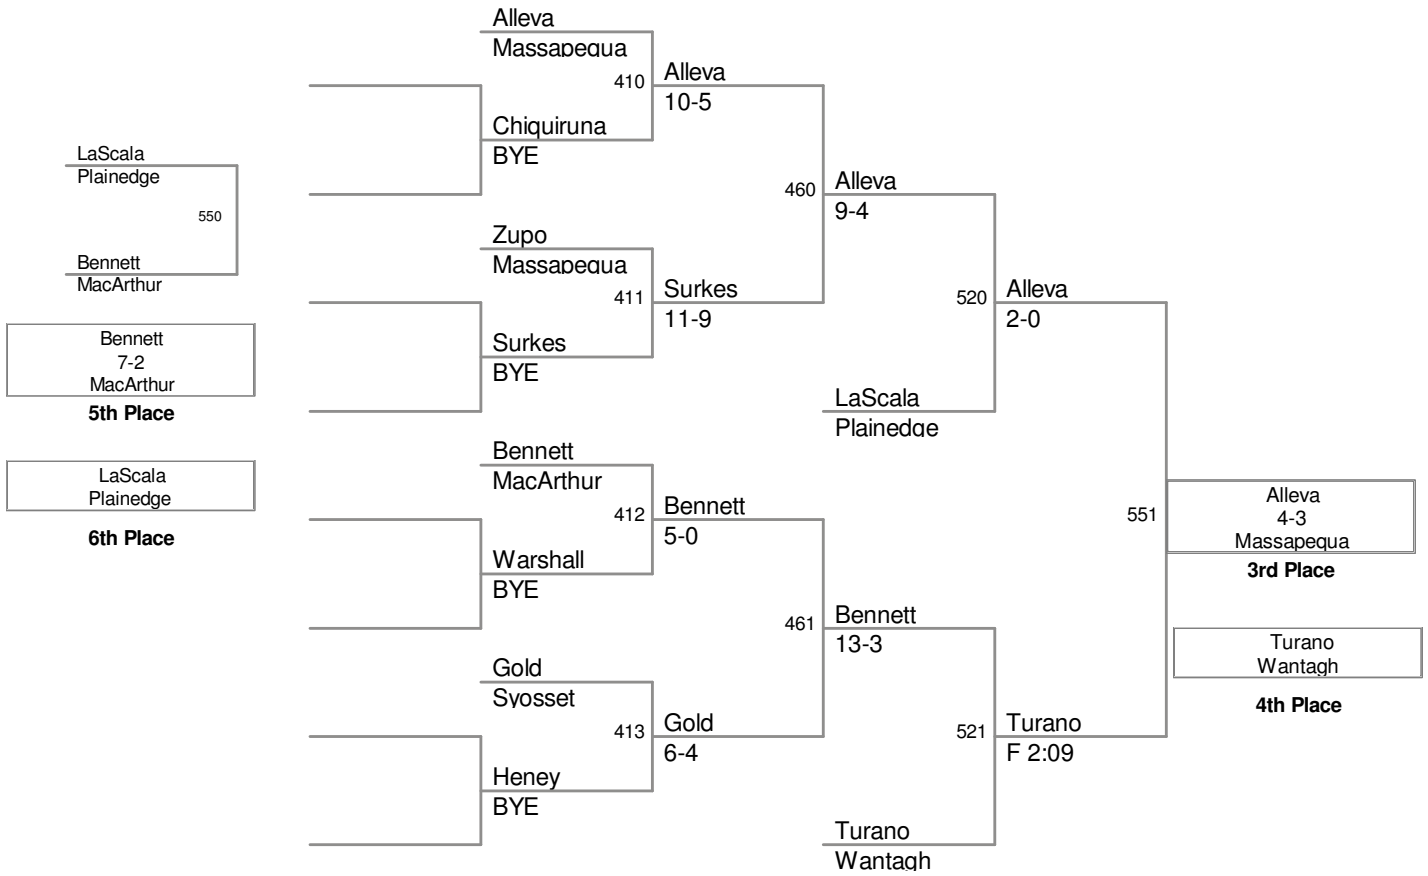 Alleva
Massapequa
410
Alleva
10-5
Chiquiruna
BYE
LaScala
Plainedge
550
Bennett
MacArthur
Bennett
7-2
MacArthur
5th Place
LaScala
Plainedge
6th Place
460
Alleva
9-4
Zupo
Massapequa
411
Surkes
11-9
Surkes
BYE
520
Alleva
2-0
LaScala
Plainedge
Bennett
MacArthur
412
Bennett
5-0
Warshall
BYE
551
Alleva
4-3
Massapequa
3rd Place
461
Bennett
13-3
Turano
Wantagh
4th Place
Gold
Syosset
413
Gold
6-4
Heney
BYE
521
Turano
F 2:09
Turano
Wantagh